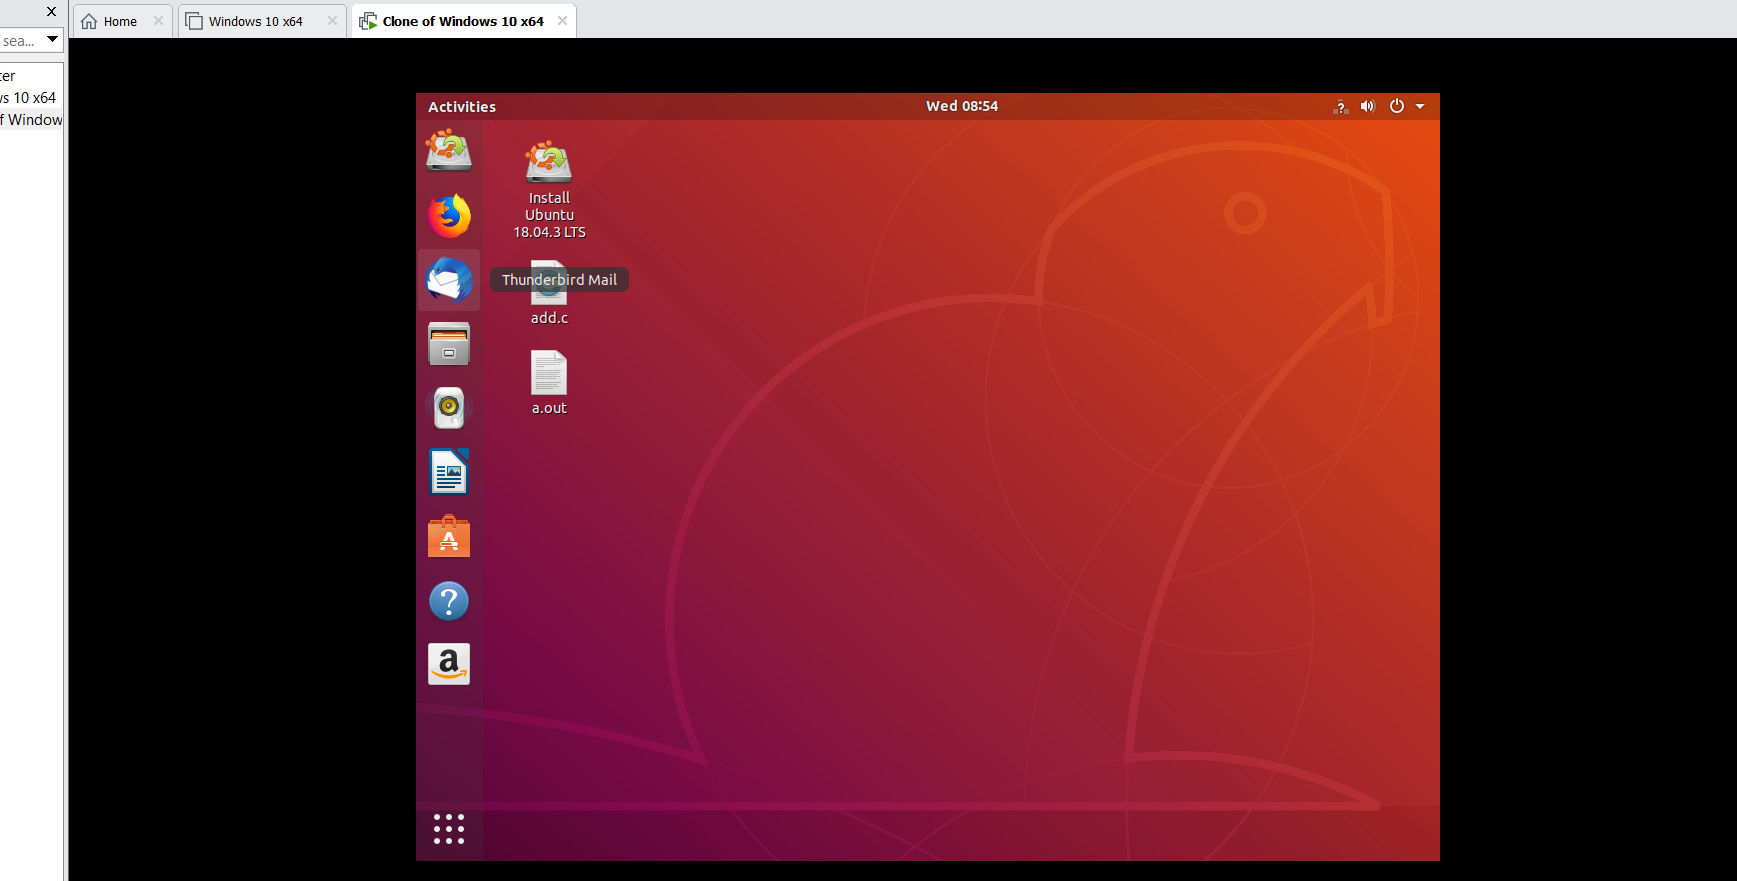 Home
Windows 10 x64
Clone of Windows 10 x64
sea...
ter
vs 10 x64
f Window
Activities
Wed 08:54
Install
Ubuntu
18.04.3 LTS
Thunderbird Mail
add.c
a.out